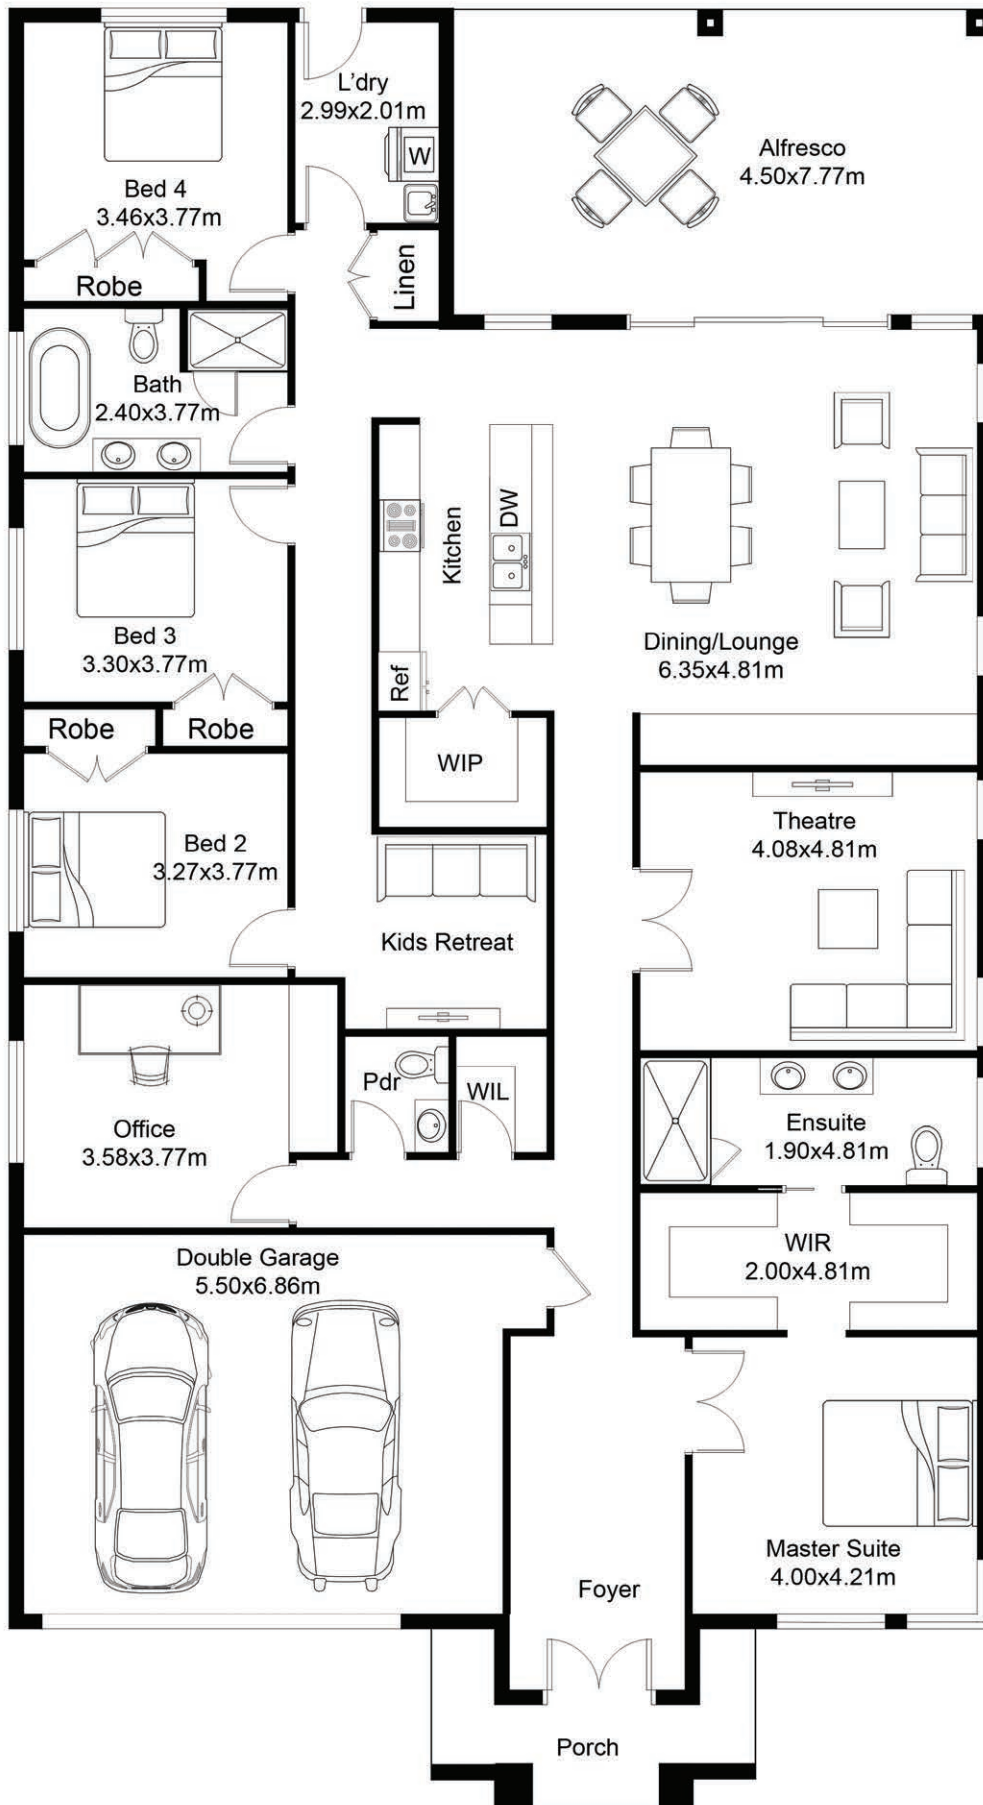 L'dry
2.99x2.01m
W
Alfresco
4.50x7.77m
Bed 4
3.46x3.77m
Robe
Linen
Bath
2.40x3.77m
Kitchen
DW
Ref
Dining/Lounge
6.35x4.81m
Bed 3
3.30x3.77m
Robe
Robe
WIP
Theatre
4.08x4.81m
Bed 2
3.27x3.77m
Kids Retreat
Pdr
WIL
Office
3.58x3.77m
Ensuite
1.90x4.81m
WIR
2.00x4.81m
Double Garage
5.50x6.86m
Master Suite
4.00x4.21m
Foyer
Porch